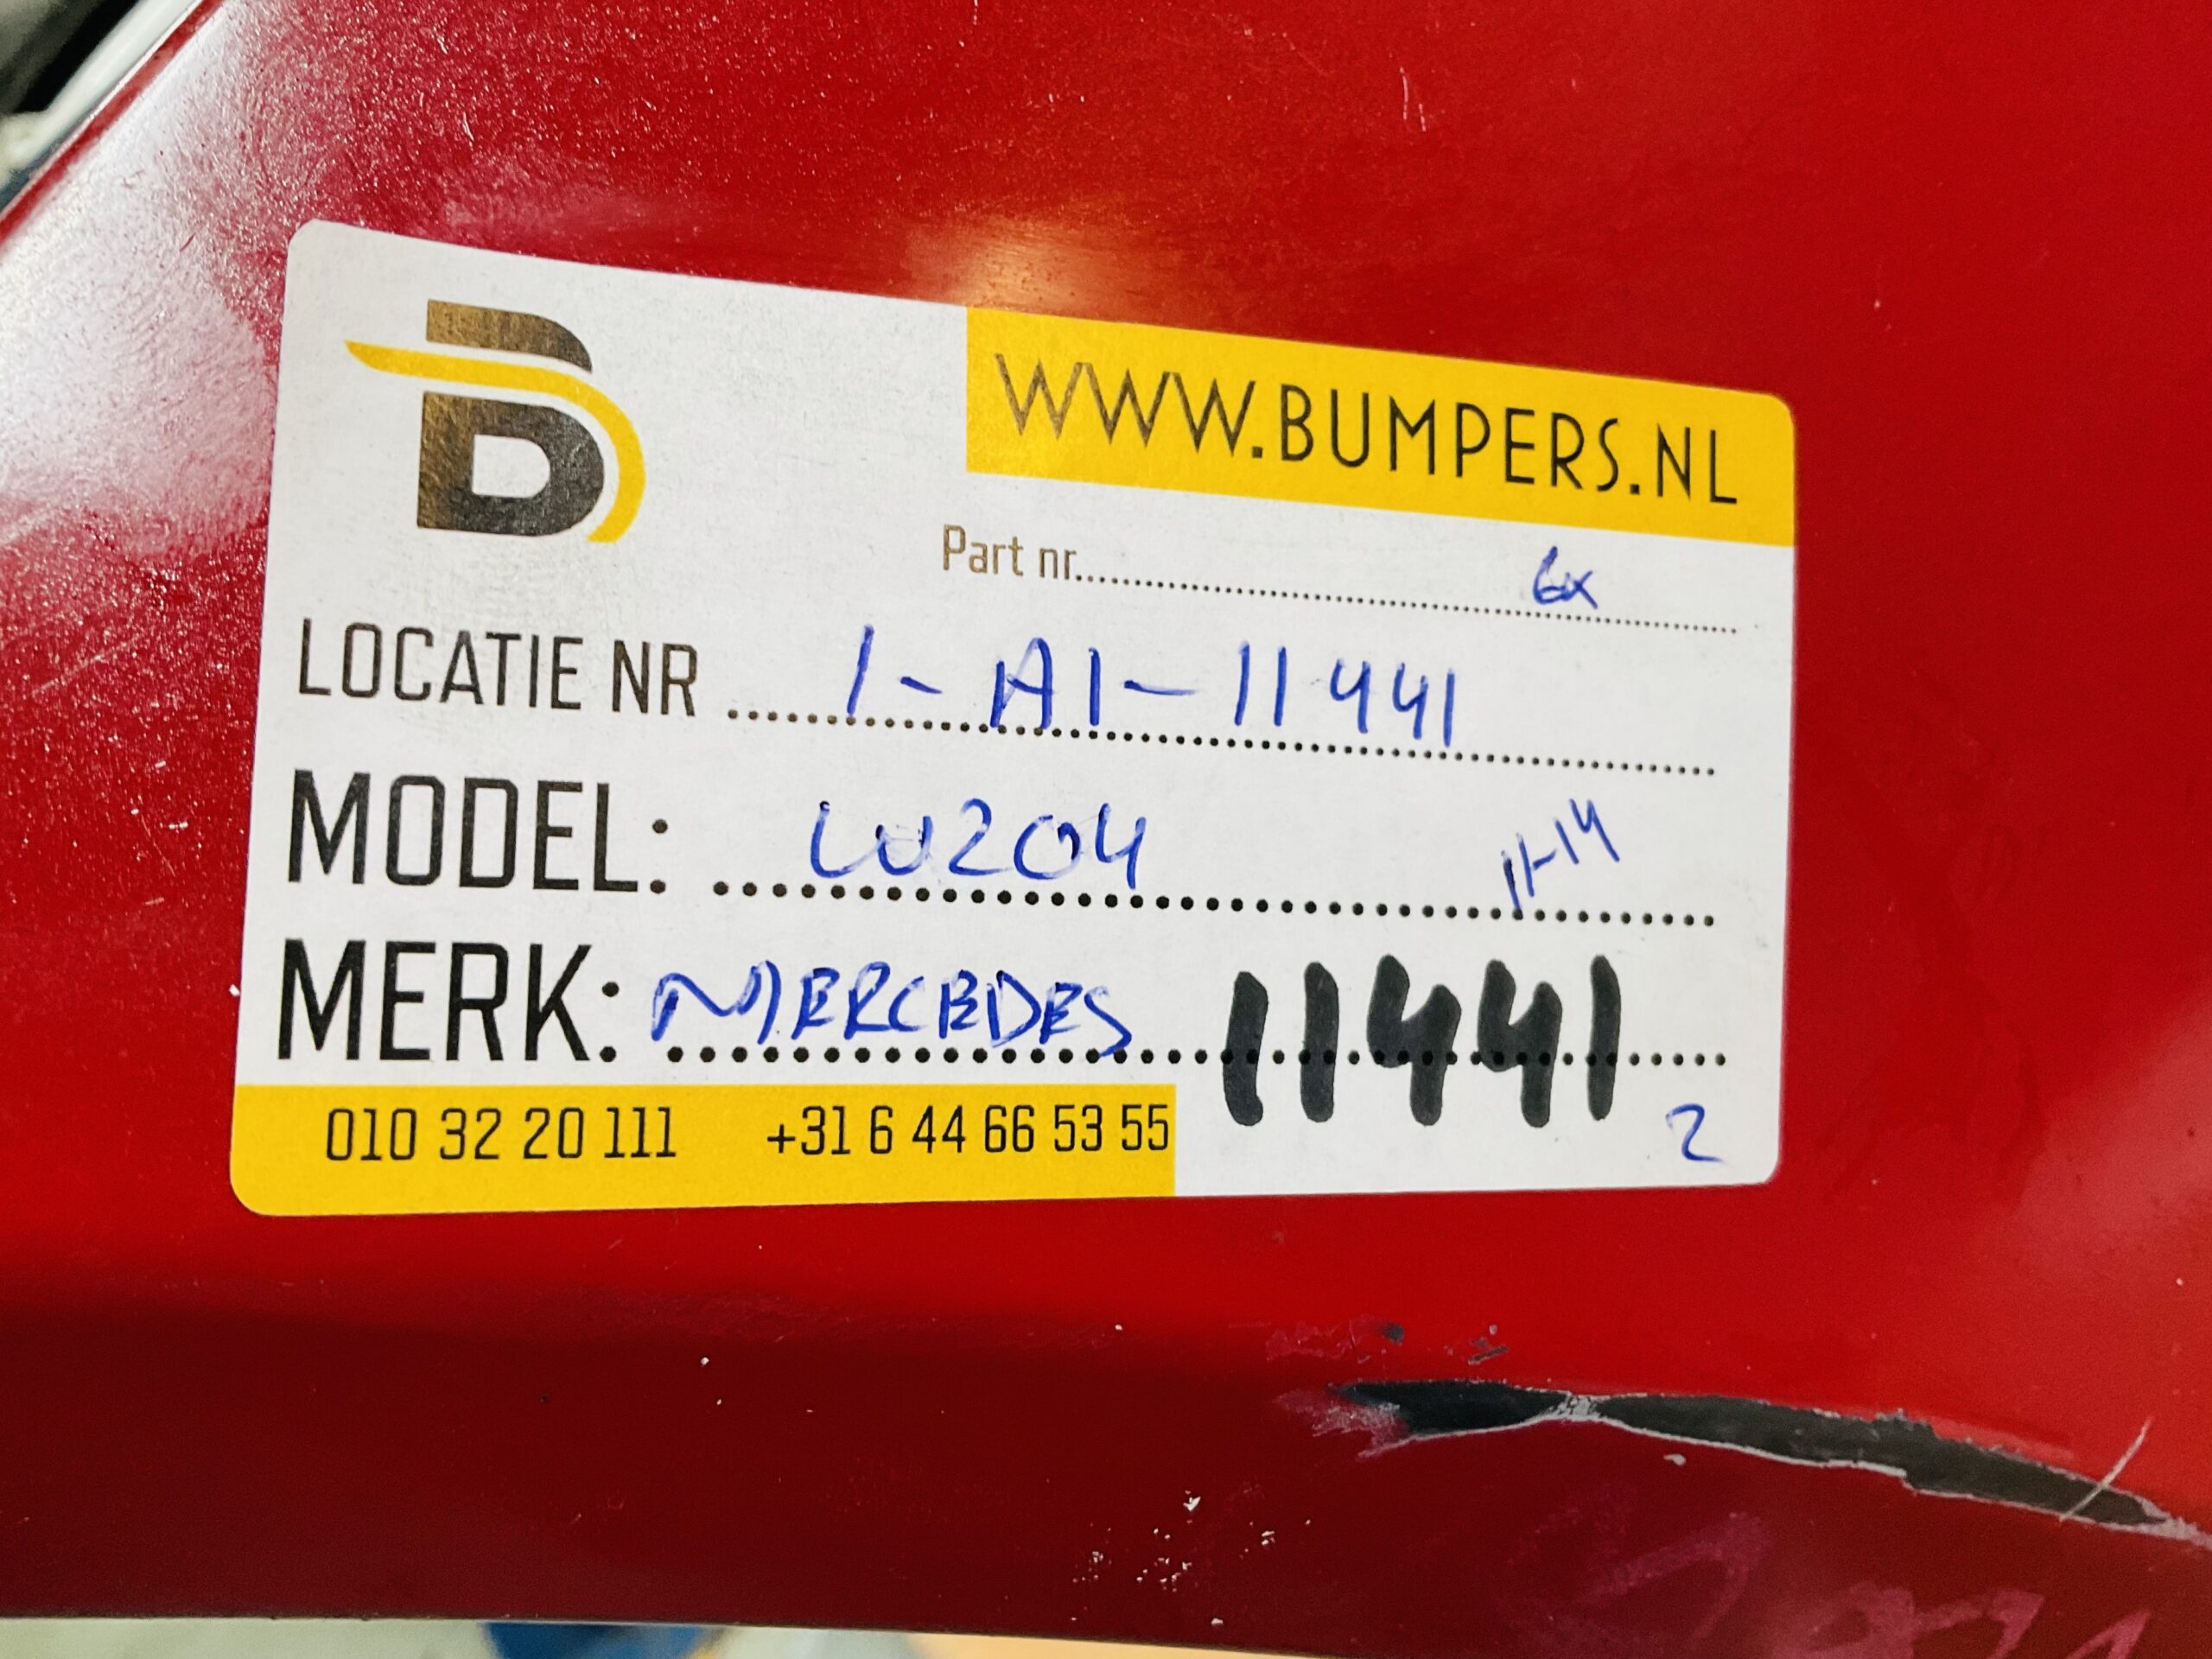 B
WWW.BUMPERS.NL
Part nr. 6x
LOCATIE NR 1-A1-11441
MODEL: W204 11-14
MERK: MERCEDES 11441
010 32 20 111 +31 6 44 66 53 55
2